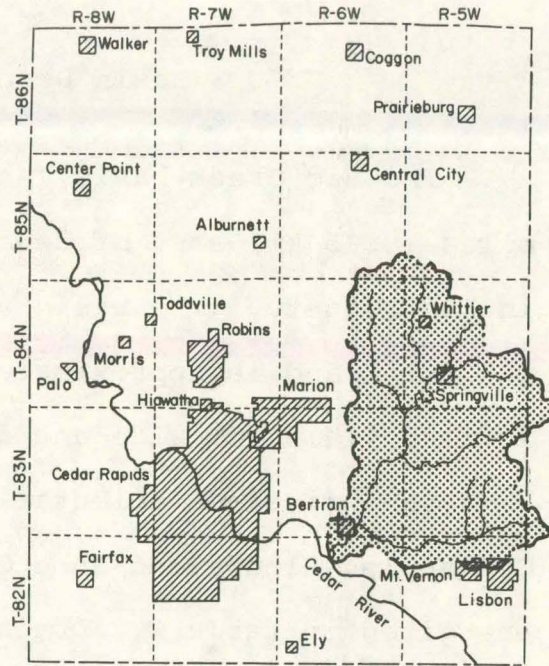 R-8W R-7W R-6W R-5W
T-86N
Walker
Troy Mills
Coggon
Prairieburg
T-85N
Center Point
Central City
Alburnett
T-84N
Toddville
Whittier
Robins
Morris
Palo
Marion
Springville
Hiawatha
T-83N
Cedar Rapids
Bertram
T-82N
Fairfax
Cedar River
Mt. Vernon
Lisbon
Ely